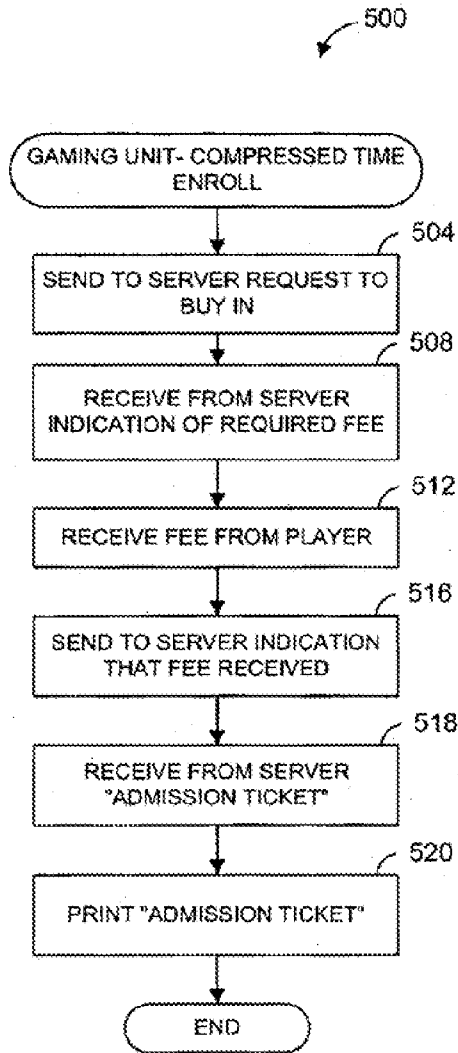 500
GAMING UNIT- COMPRESSED TIME
ENROLL
504
SEND TO SERVER REQUEST TO
BUY IN
508
RECEIVE FROM SERVER
INDICATION OF REQUIRED FEE
512
RECEIVE FEE FROM PLAYER
516
SEND TO SERVER INDICATION
THAT FEE RECEIVED
518
RECEIVE FROM SERVER
"ADMISSION TICKET"
520
PRINT "ADMISSION TICKET"
END